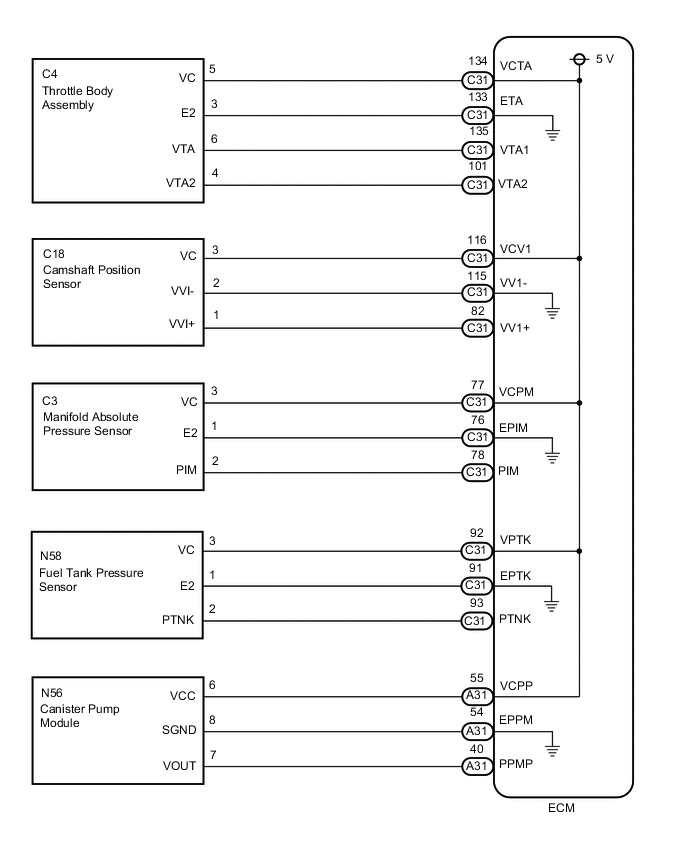 134
VCTA
5 V
C4
Throttle Body
Assembly
VC
5
C31
133
ETA
E2
3
C31
135
VTA
6
C31
VTA1
101
VTA2
4
C31
VTA2
116
VCV1
C18
Camshaft Position
Sensor
VC
3
C31
115
VV1-
VVI-
2
C31
82
VVI+
1
C31
VV1+
77
VCPM
C3
Manifold Absolute
Pressure Sensor
VC
3
C31
76
EPIM
E2
1
C31
78
PIM
2
C31
PIM
92
VPTK
N58
Fuel Tank Pressure
Sensor
VC
3
C31
91
EPTK
E2
1
C31
93
PTNK
2
C31
PTNK
55
VCPP
N56
Canister Pump
Module
VCC
6
A31
54
EPPM
SGND
8
A31
40
VOUT
7
A31
PPMP
ECM